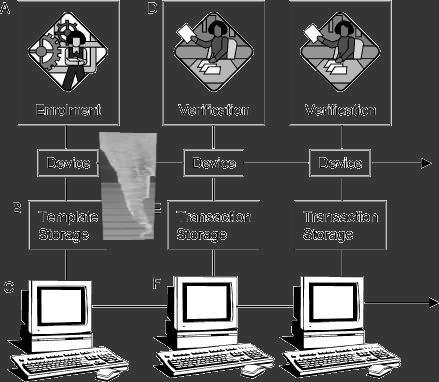 A
D
Enrolment
Verification
Verification
Device
Device
Device
B
E
Template
Storage
Transaction
Storage
Transaction
Storage
C
F